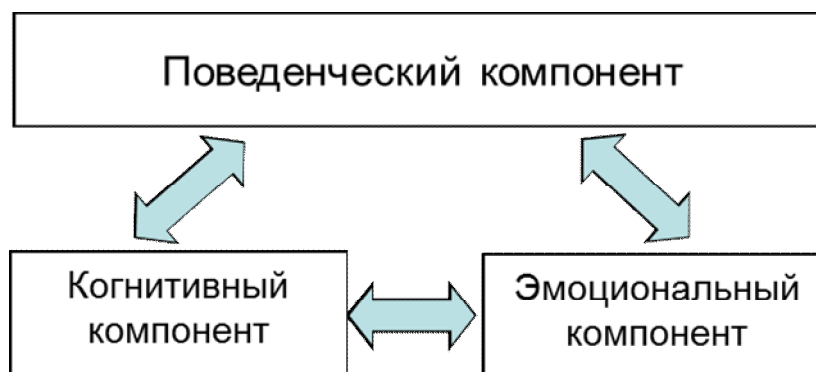 Поведенческий компонент
Когнитивный
компонент
Эмоциональный
компонент